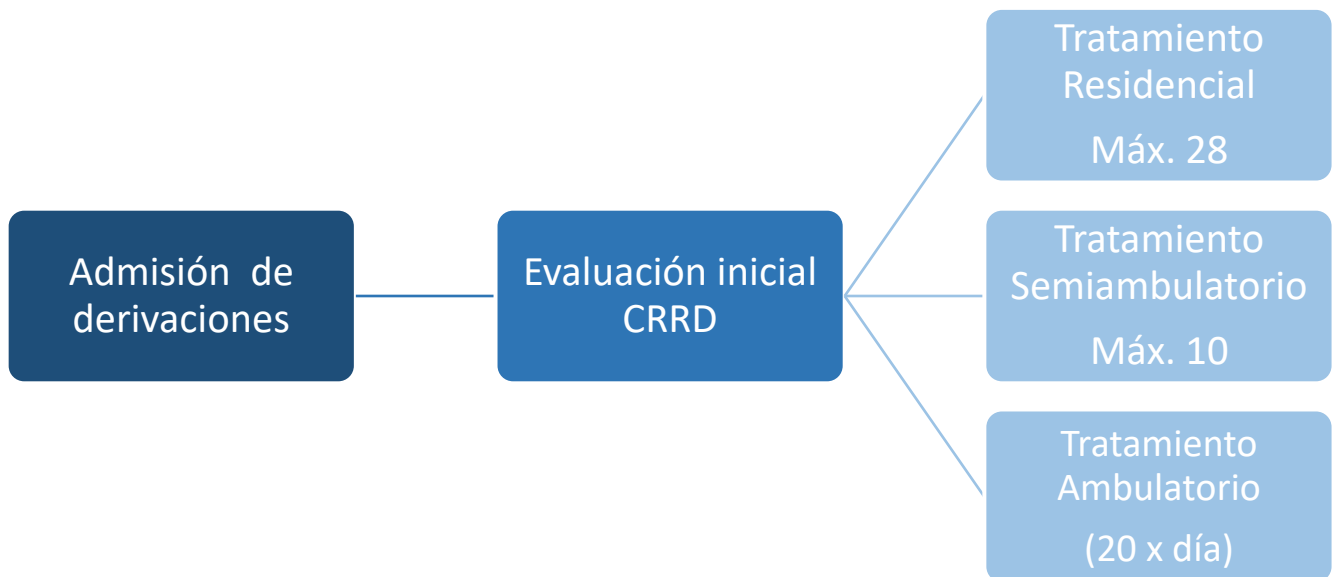 Admisión de
derivaciones
Evaluación inicial
CRRD
Tratamiento
Residencial
Máx. 28
Tratamiento
Semiambulatorio
Máx. 10
Tratamiento
Ambulatorio
(20 x día)